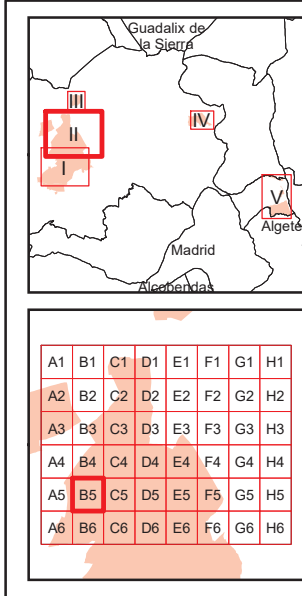 Guadalix de
la Sierra
III
II
IV
I
V
Algete
Madrid
Alcobendas
A1 B1 C1 D1 E1 F1 G1 H1
A2 B2 C2 D2 E2 F2 G2 H2
A3 B3 C3 D3 E3 F3 G3 H3
A4 B4 C4 D4 E4 F4 G4 H4
A5 B5 C5 D5 E5 F5 G5 H5
A6 B6 C6 D6 E6 F6 G6 H6